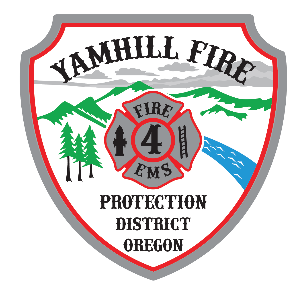 YAMHILL FIRE
FIRE
4
EMS
PROTECTION
DISTRICT
OREGON